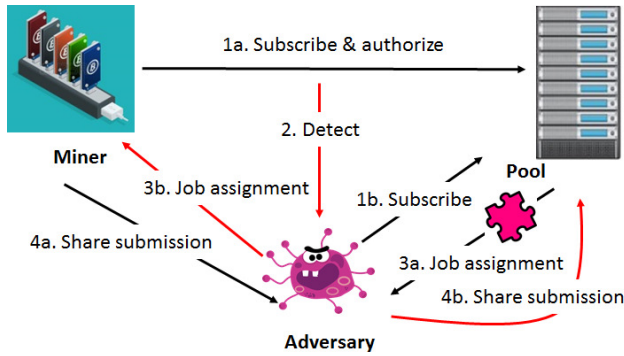 1a. Subscribe & authorize
2. Detect
Miner
Pool
3b. Job assignment
1b. Subscribe
4a. Share submission
3a. Job assignment
4b. Share submission
Adversary